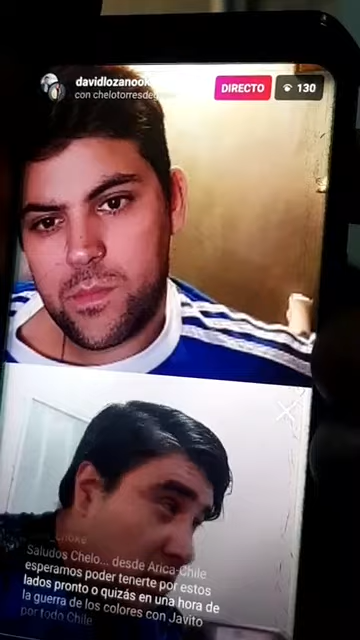 davidlozanook
DIRECTO
130
con chelotorresde
Saludos Chelo... desde Arica-Chile
esperamos poder tenerte por estos
lados pronto o quizás en una hora de
la guerra de los colores con Javito
por todo Chile